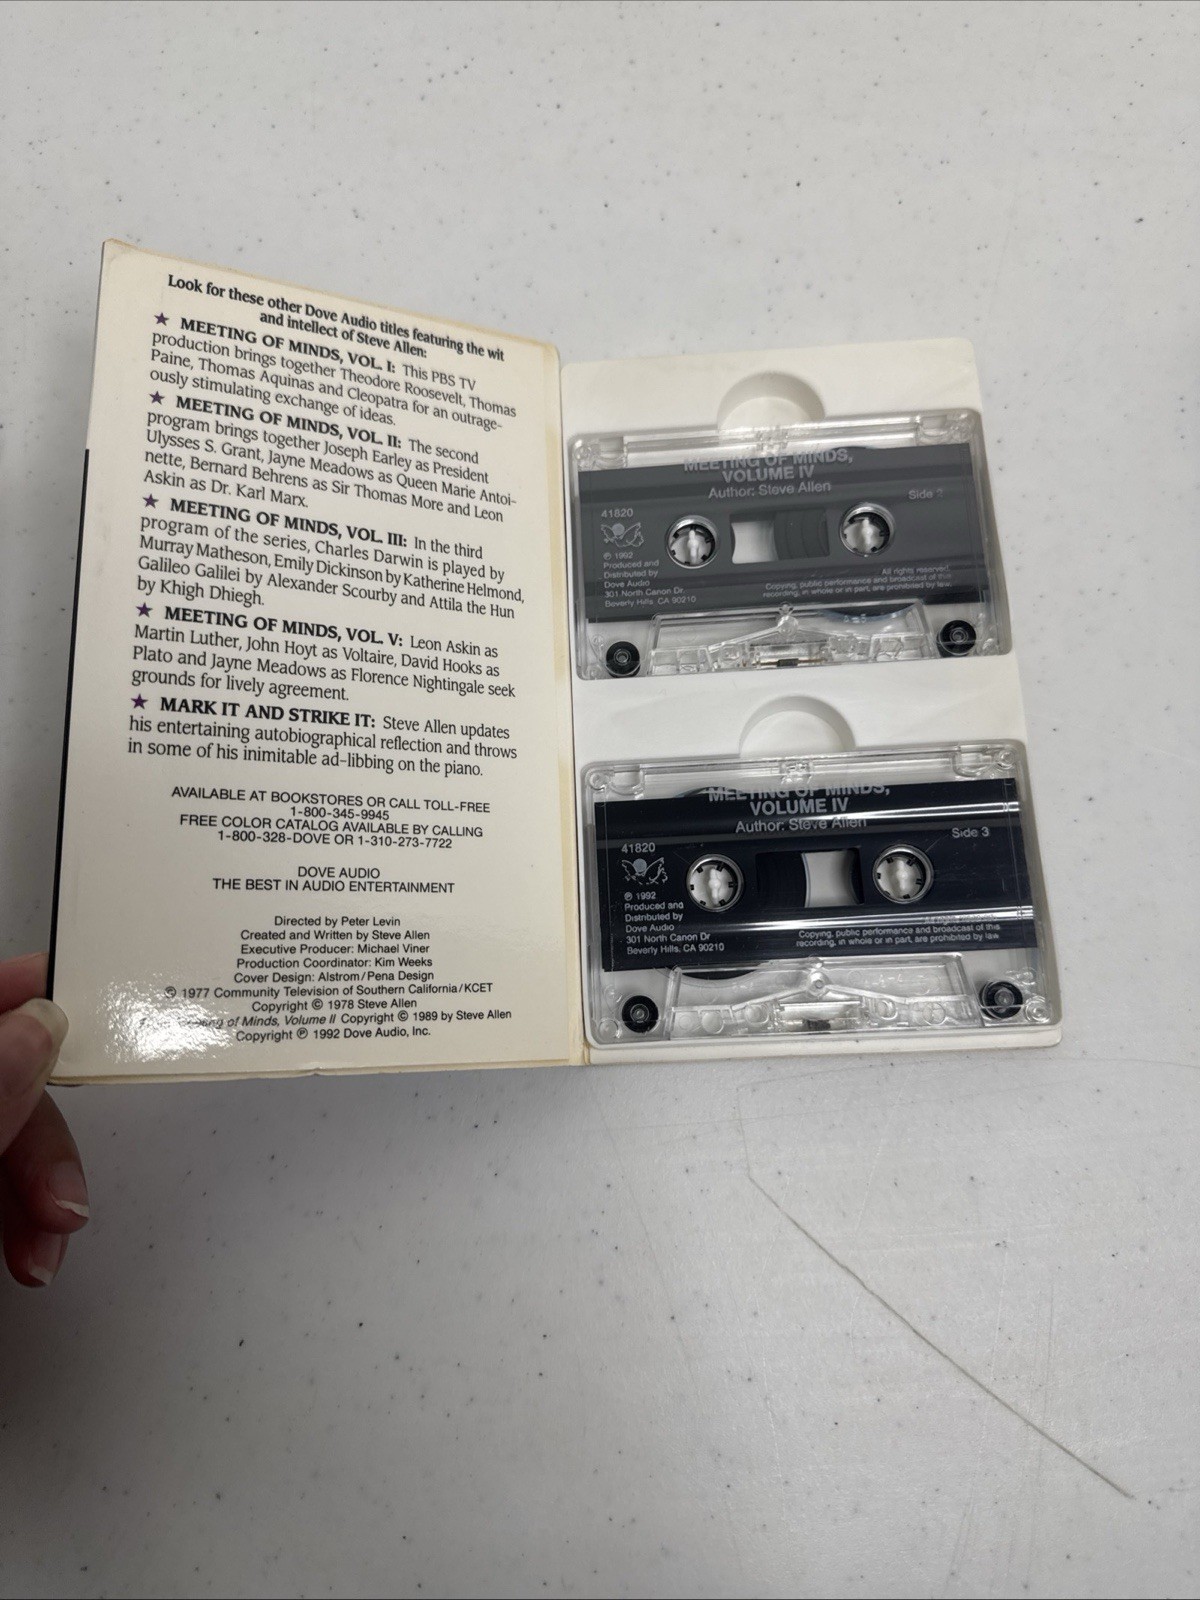 Look for these other Dove Audio titles featuring the wit
and intellect of Steve Allen:
★ MEETING OF MINDS, VOL. I: This PBS TV
production brings together Theodore Roosevelt, Thomas
Paine, Thomas Aquinas and Cleopatra for an outrage-
ously stimulating exchange of ideas.
★ MEETING OF MINDS, VOL. II: The second
program brings together Joseph Earley as President
Ulysses S. Grant, Jayne Meadows as Queen Marie Antoi-
nette, Bernard Behrens as Sir Thomas More and Leon
Askin as Dr. Karl Marx.
★ MEETING OF MINDS, VOL. III: In the third
program of the series, Charles Darwin is played by
Murray Matheson, Emily Dickinson by Katherine Helmond,
Galileo Galilei by Alexander Scourby and Attila the Hun
by Khigh Dhiegh.
★ MEETING OF MINDS, VOL. V: Leon Askin as
Martin Luther, John Hoyt as Voltaire, David Hooks as
Plato and Jayne Meadows as Florence Nightingale seek
grounds for lively agreement.
★ MARK IT AND STRIKE IT: Steve Allen updates
his entertaining autobiographical reflection and throws
in some of his inimitable ad-libbing on the piano.
AVAILABLE AT BOOKSTORES OR CALL TOLL-FREE
1-800-345-9945
FREE COLOR CATALOG AVAILABLE BY CALLING
1-800-328-DOVE OR 1-310-273-7722
DOVE AUDIO
THE BEST IN AUDIO ENTERTAINMENT
Directed by Peter Levin
Created and Written by Steve Allen
Executive Producer: Michael Viner
Production Coordinator: Kim Weeks
Cover Design: Alstrom/Pena Design
℗ 1977 Community Television of Southern California/KCET
Copyright © 1978 Steve Allen
of Minds, Volume II Copyright © 1989 by Steve Allen
Copyright ℗ 1992 Dove Audio, Inc.
MEETING OF MINDS,
VOLUME IV
Author: Steve Allen
Side
41820
℗ 1992
Produced and
Distributed by
Dove Audio
301 North Canon Dr.
Beverly Hills, CA 90210
All rights reserved.
Copying, public performance and broadcast of this
recording, in whole or in part, are prohibited by law.
MEETING OF MINDS,
VOLUME IV
Author: Steve Allen
Side 3
41820
℗ 1992
Produced and
Distributed by
Dove Audio
301 North Canon Dr
Beverly Hills, CA 90210
All rights reserved.
Copying, public performance and broadcast of this
recording, in whole or in part, are prohibited by law